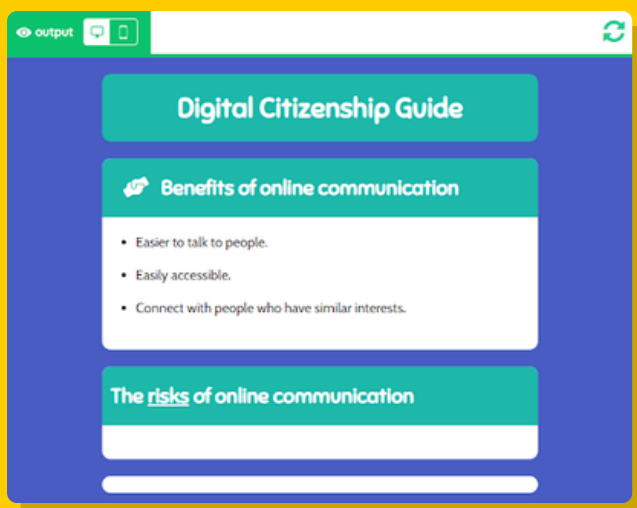 output
Digital Citizenship Guide
Benefits of online communication
• Easier to talk to people.
• Easily accessible.
• Connect with people who have similar interests.
The risks of online communication